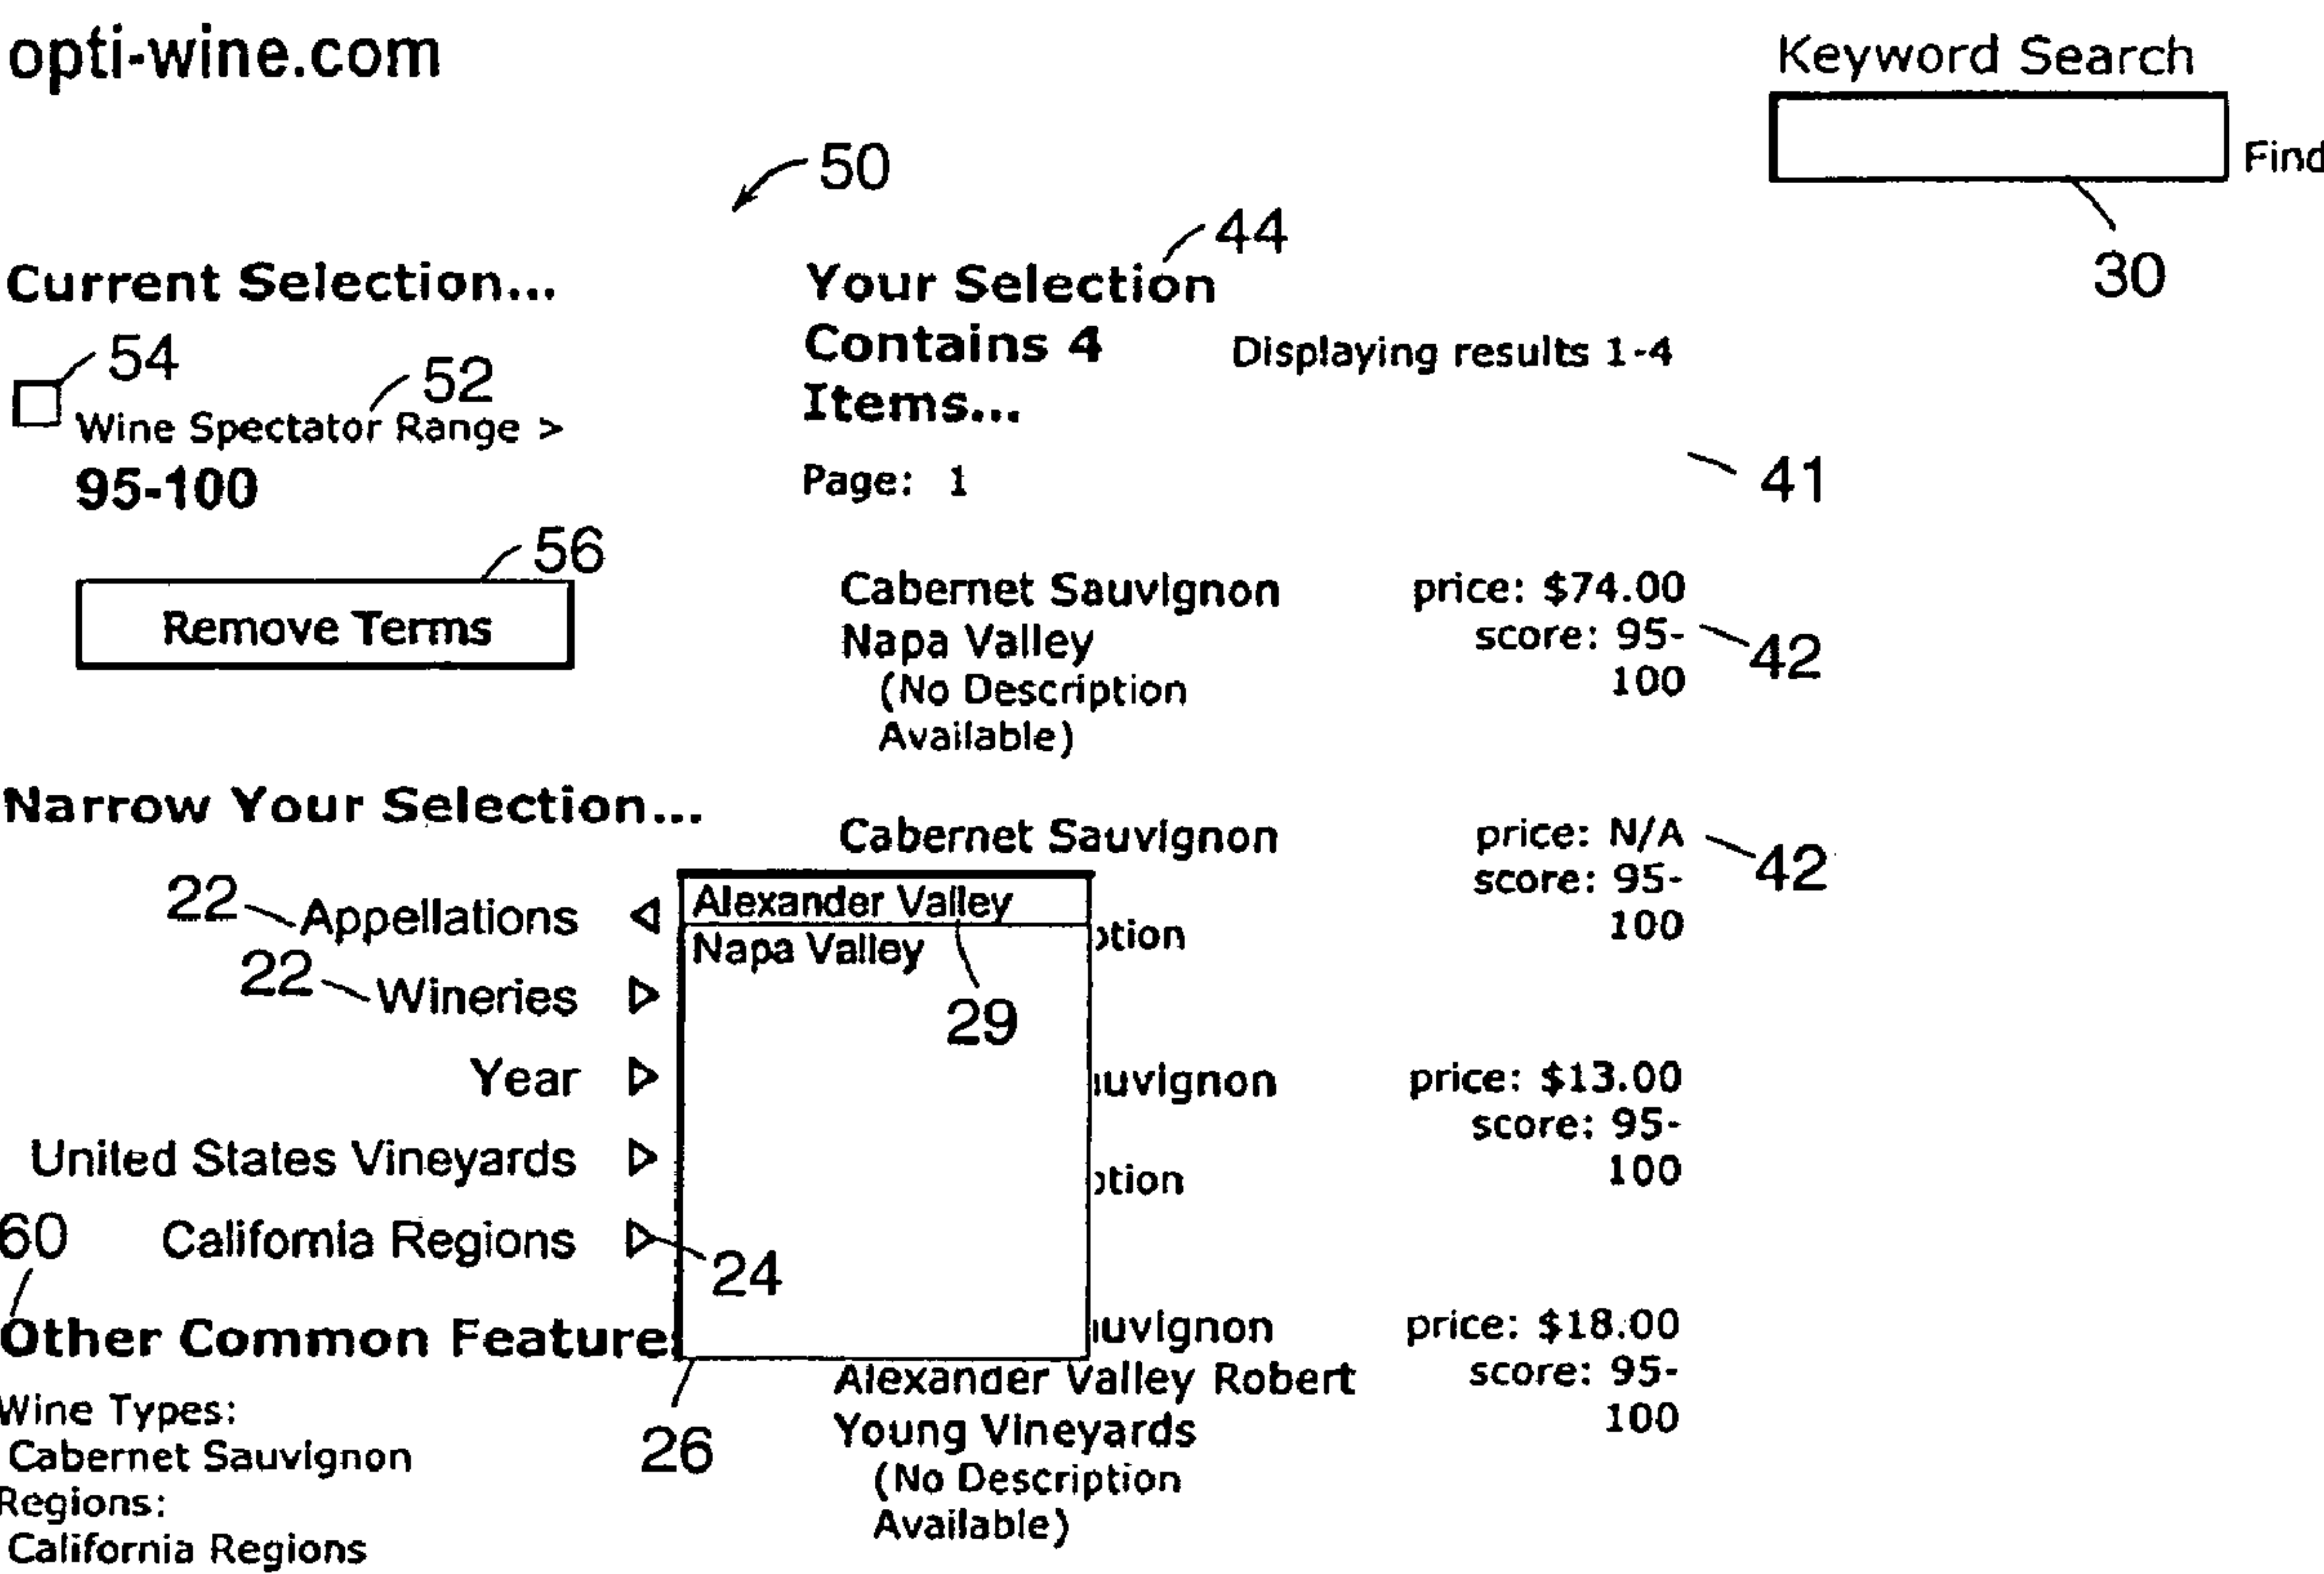 opti-wine.com
Keyword Search
Find
30
50
44
Current Selection...
54
52
Wine Spectator Range >
95-100
56
Remove Terms
Your Selection
Contains 4
Items...
Displaying results 1-4
Page: 1
41
Cabernet Sauvignon
Napa Valley
(No Description
Available)
price: $74.00
score: 95-
100
42
Narrow Your Selection...
22 Appellations
22 Wineries
Year
United States Vineyards
California Regions
24
Alexander Valley
Napa Valley
29
26
Cabernet Sauvignon
price: N/A
score: 95-
100
42
price: $13.00
score: 95-
100
Alexander Valley Robert
Young Vineyards
(No Description
Available)
price: $18.00
score: 95-
100
60
Other Common
Wine Types:
Cabernet Sauvignon
Regions:
California Regions